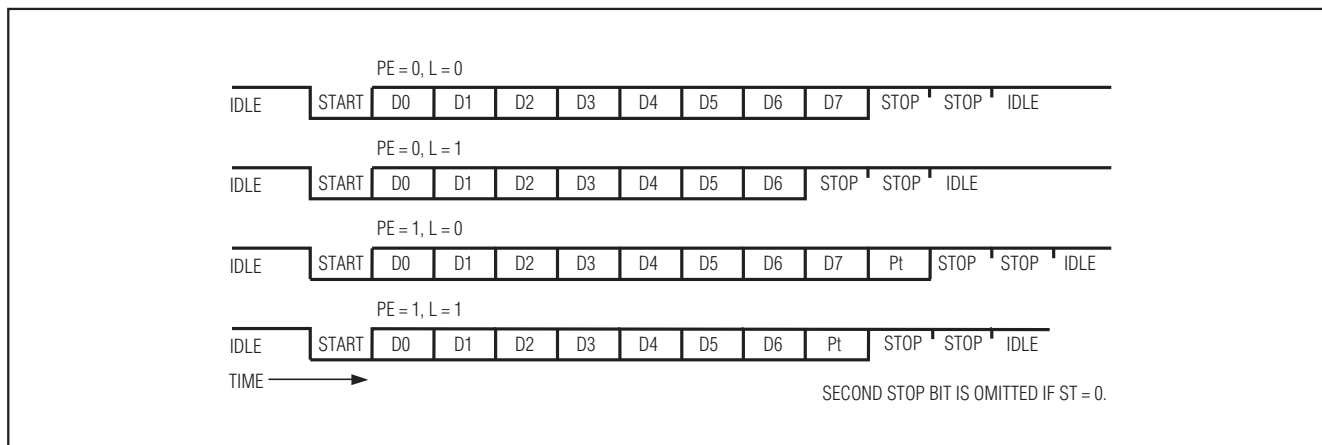 PE = 0, L = 0
IDLE START D0 D1 D2 D3 D4 D5 D6 D7 STOP STOP IDLE
PE = 0, L = 1
IDLE START D0 D1 D2 D3 D4 D5 D6 STOP STOP IDLE
PE = 1, L = 0
IDLE START D0 D1 D2 D3 D4 D5 D6 D7 Pt STOP STOP IDLE
PE = 1, L = 1
IDLE START D0 D1 D2 D3 D4 D5 D6 Pt STOP STOP IDLE
TIME
SECOND STOP BIT IS OMITTED IF ST = 0.